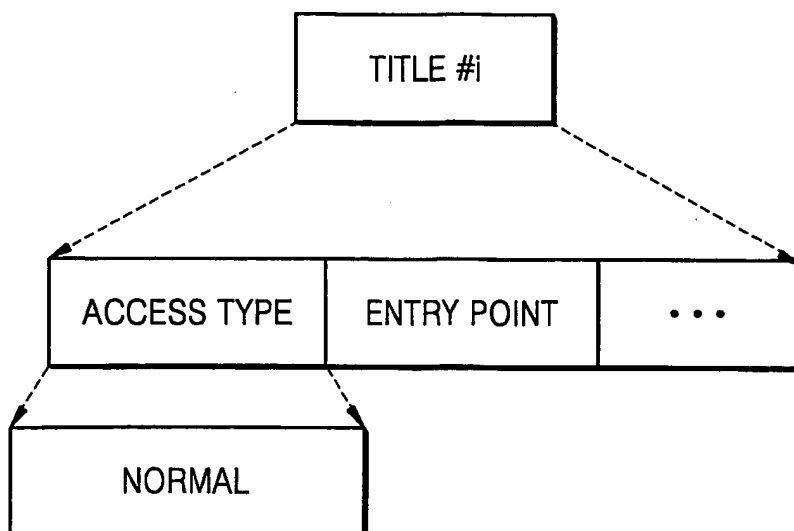 TITLE #i
ACCESS TYPE
ENTRY POINT
• • •
NORMAL